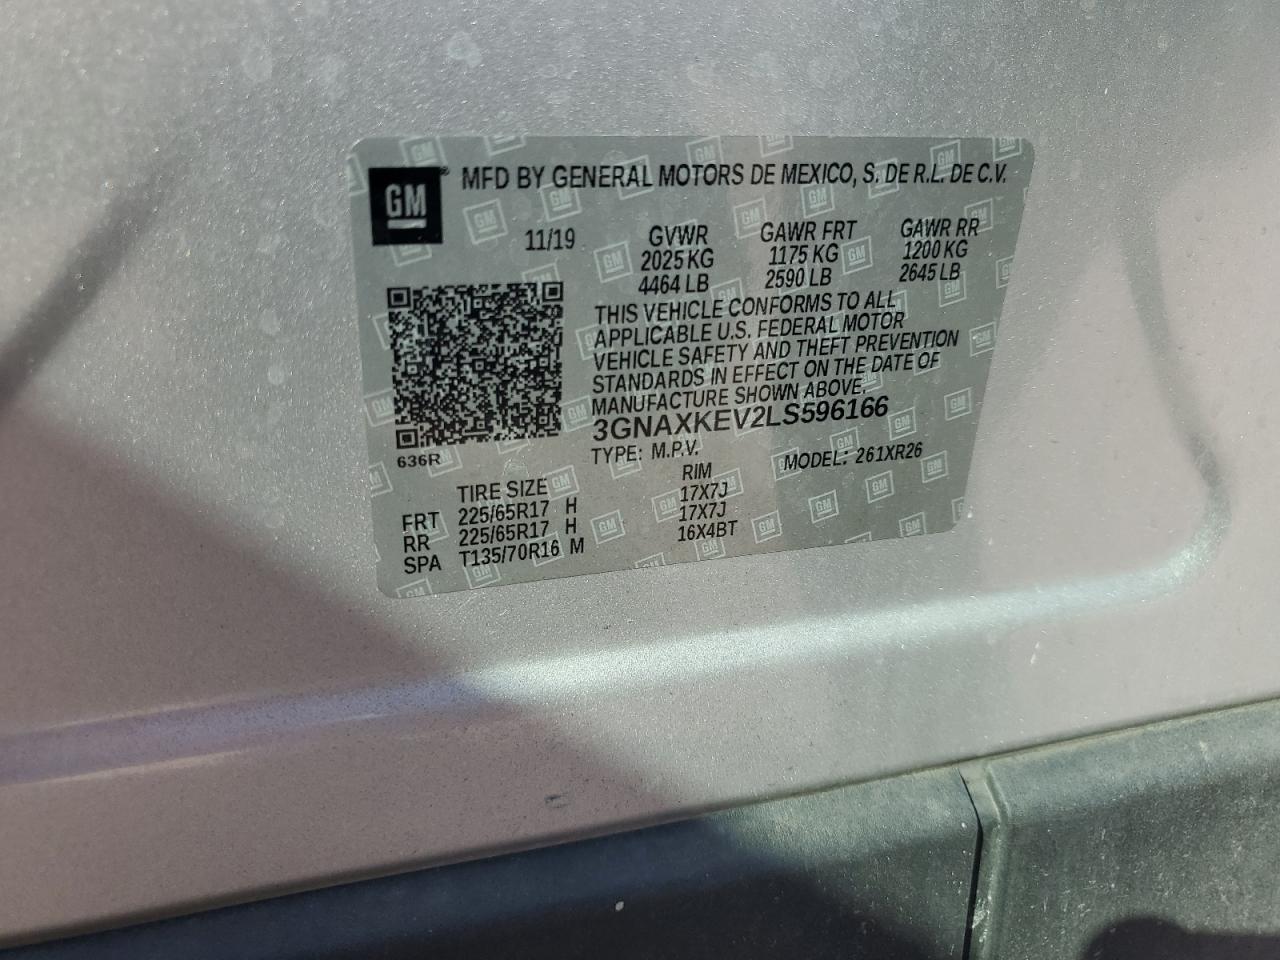 GM® MFD BY GENERAL MOTORS DE MEXICO, S. DE R.L. DE C.V.
11/19 GVWR GAWR FRT GAWR RR
2025 KG 1175 KG 1200 KG
4464 LB 2590 LB 2645 LB
THIS VEHICLE CONFORMS TO ALL
APPLICABLE U.S. FEDERAL MOTOR
VEHICLE SAFETY AND THEFT PREVENTION
STANDARDS IN EFFECT ON THE DATE OF
MANUFACTURE SHOWN ABOVE.
3GNAXKEV2LS596166
636R
TYPE: M.P.V. MODEL: 261XR26
TIRE SIZE RIM
FRT 225/65R17 H 17X7J
RR 225/65R17 H 17X7J
SPA T135/70R16 M 16X4BT